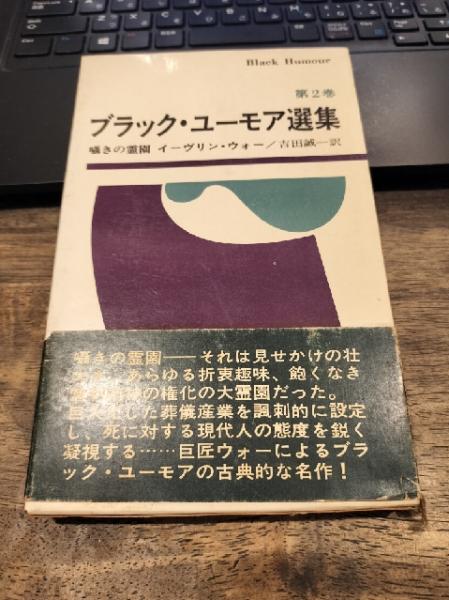 Black Humour
第2巻
ブラック・ユーモア選集
囁きの霊園 イーヴリン・ウォー/吉田誠一訳
囁きの霊園——それは見せかけの壮
あらゆる折衷趣味、飽くなき
の権化の大霊園だった。
した葬儀産業を諷刺的に設定
し、死に対する現代人の態度を鋭く
凝視する……巨匠ウォーによるブラ
ック・ユーモアの古典的な名作！